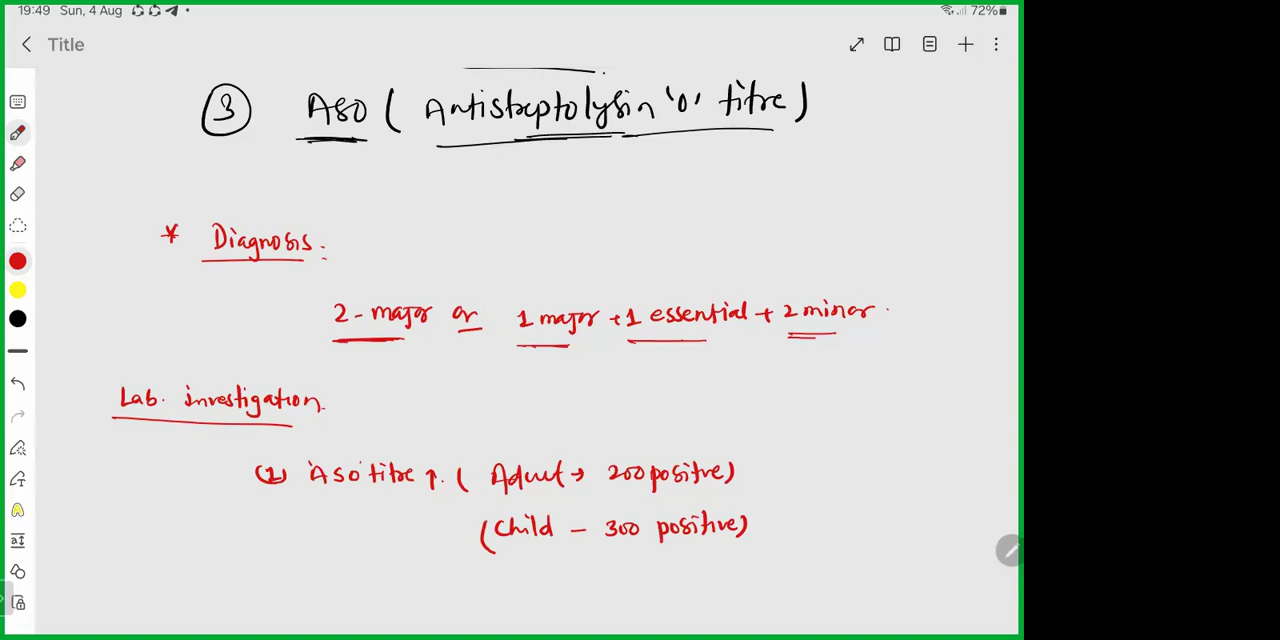 19:49 Sun, 4 Aug 72%
Title
3 ASO ( Antistreptolysin 'O' titre )
* Diagnosis :
2 - major or 1 major + 1 essential + 2 minor .
Lab. investigation
(1) 'ASO' titre ↑. ( Adult → 200 positive )
( Child – 300 positive )